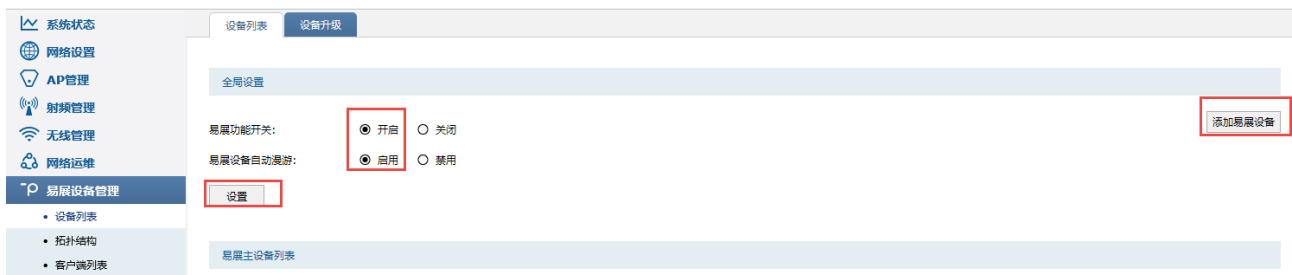 系统状态
网络设置
AP管理
射频管理
无线管理
网络运维
易展设备管理
• 设备列表
• 拓扑结构
• 客户端列表
设备列表 设备升级
全局设置
易展功能开关: 开启 关闭
添加易展设备
易展设备自动漫游: 启用 禁用
设置
易展主设备列表